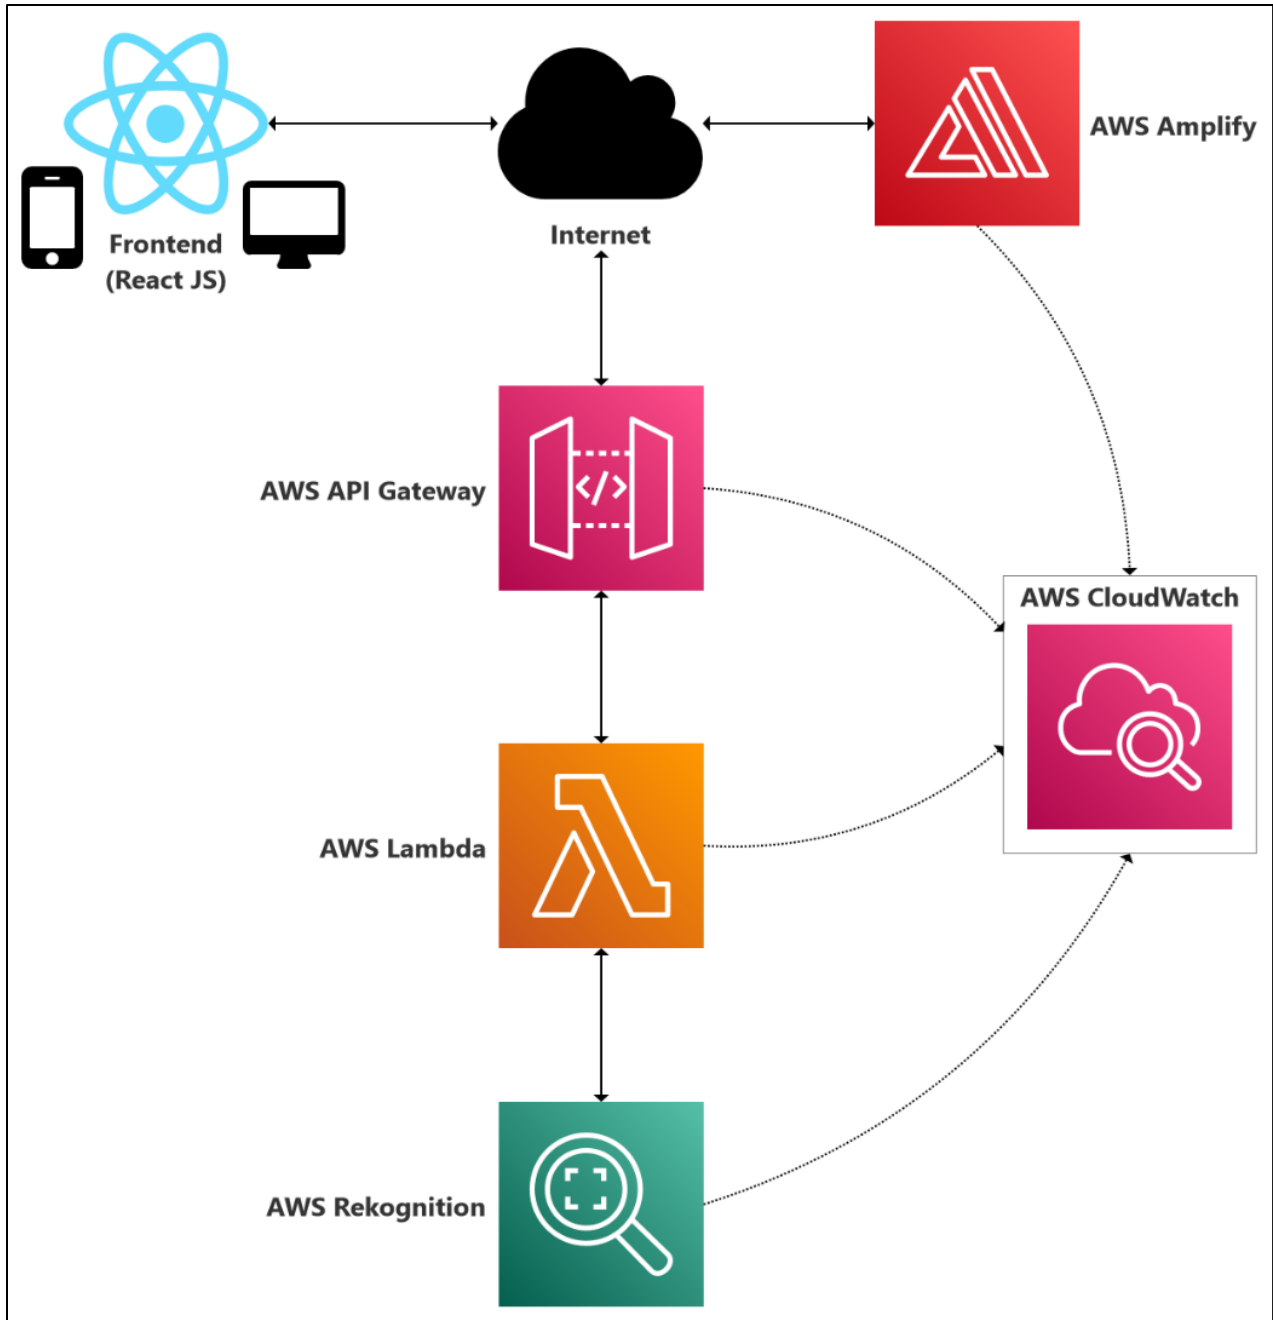 AWS Amplify
Internet
Frontend
(React JS)
AWS API Gateway
</>
AWS CloudWatch
AWS Lambda
AWS Rekognition